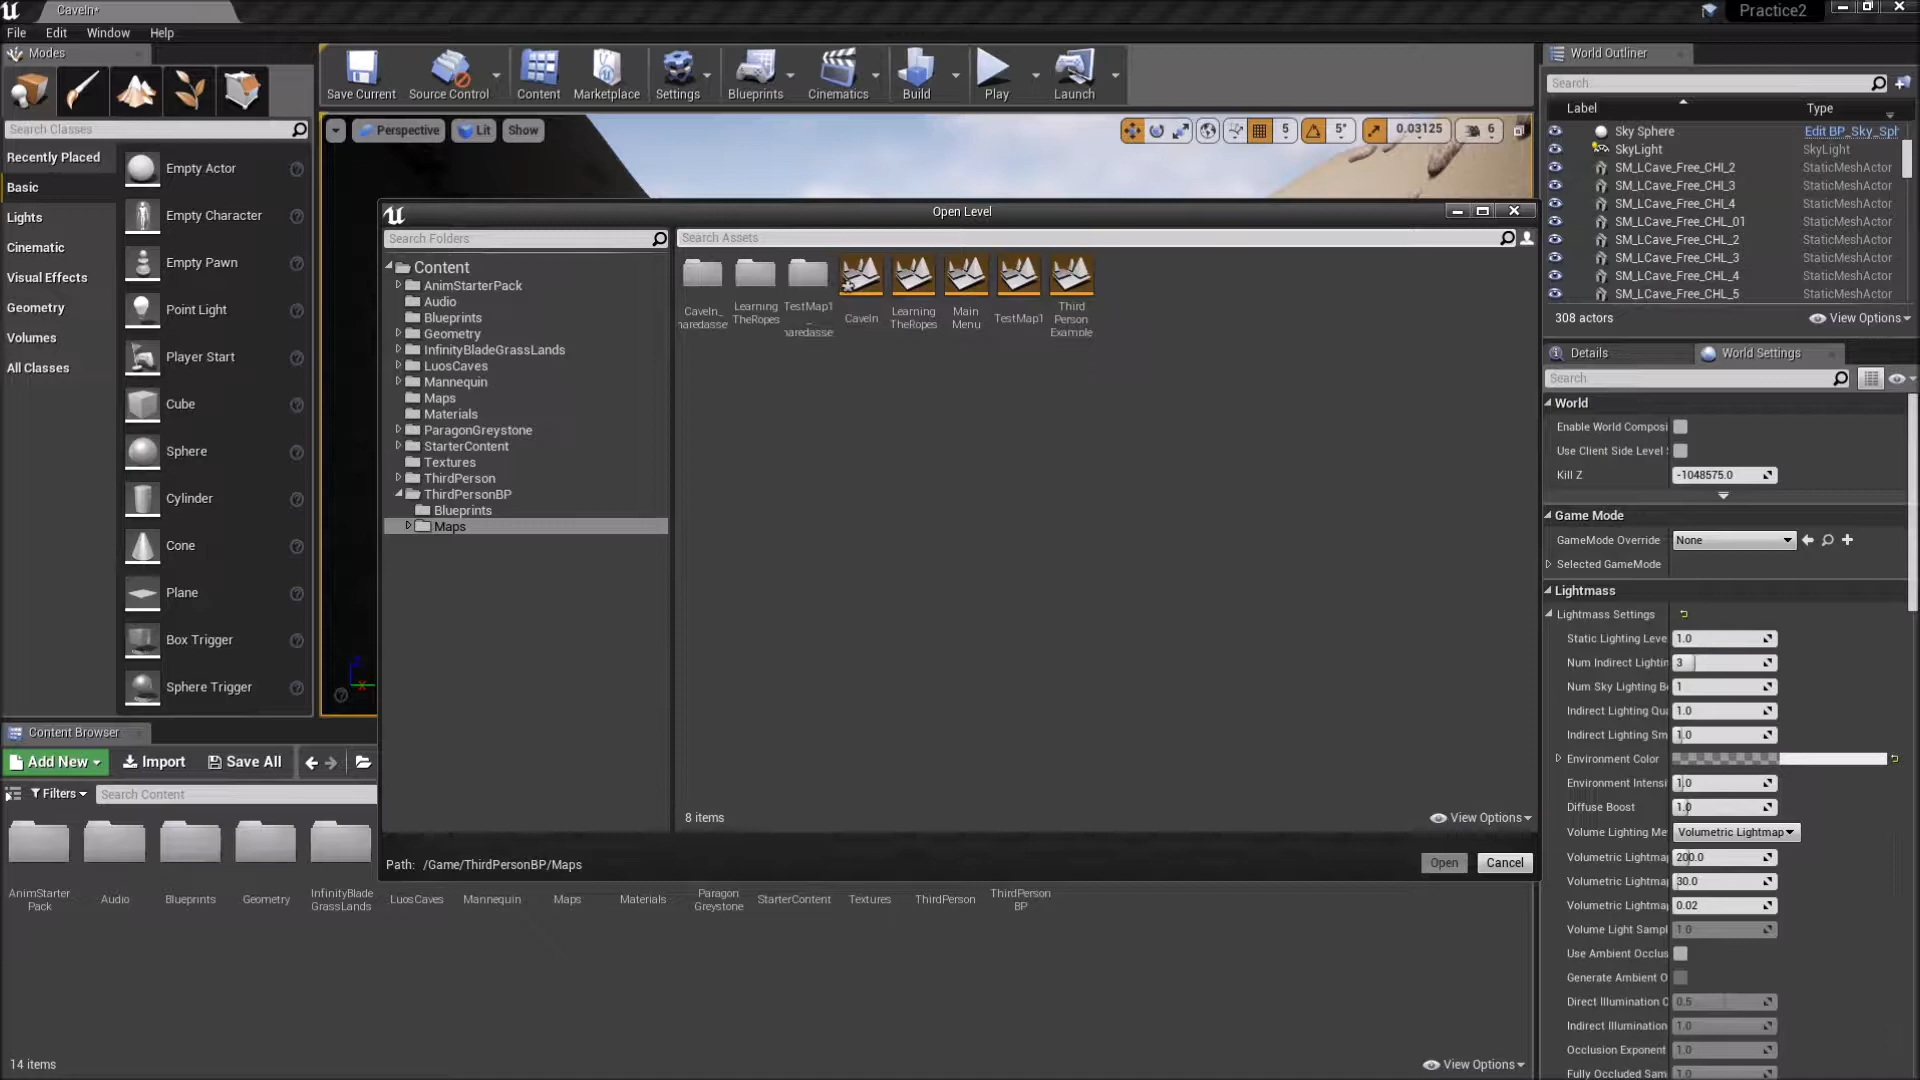 CaveIn*
Practice2
File Edit Window Help
Modes
Save Current
Source Control
Content
Marketplace
Settings
Blueprints
Cinematics
Build
Play
Launch
Search Classes
Recently Placed
Basic
Lights
Cinematic
Visual Effects
Geometry
Volumes
All Classes
Empty Actor
Empty Character
Empty Pawn
Point Light
Player Start
Cube
Sphere
Cylinder
Cone
Plane
Box Trigger
Sphere Trigger
Perspective
Lit
Show
5
5°
0.03125
6
Open Level
Search Folders
Search Assets
Content
AnimStarterPack
Audio
Blueprints
Geometry
InfinityBladeGrassLands
LuosCaves
Mannequin
Maps
Materials
ParagonGreystone
StarterContent
Textures
ThirdPerson
ThirdPersonBP
Blueprints
Maps
CaveIn_
haredasse
Learning
TheRopes
TestMap1
_
haredasse
CaveIn
Learning
TheRopes
Main
Menu
TestMap1
Third
Person
Example
8 items
View Options
Path: /Game/ThirdPersonBP/Maps
Open
Cancel
World Outliner
Search
Label Type
Sky Sphere Edit BP_Sky_Sph
SkyLight SkyLight
SM_LCave_Free_CHL_2 StaticMeshActor
SM_LCave_Free_CHL_3 StaticMeshActor
SM_LCave_Free_CHL_4 StaticMeshActor
SM_LCave_Free_CHL_01 StaticMeshActor
SM_LCave_Free_CHL_2 StaticMeshActor
SM_LCave_Free_CHL_3 StaticMeshActor
SM_LCave_Free_CHL_4 StaticMeshActor
SM_LCave_Free_CHL_5 StaticMeshActor
308 actors
View Options
Details
World Settings
Search
World
Enable World Composi
Use Client Side Level
Kill Z -1048575.0
Game Mode
GameMode Override None
Selected GameMode
Lightmass
Lightmass Settings
Static Lighting Leve 1.0
Num Indirect Lightin 3
Num Sky Lighting B 1
Indirect Lighting Qua 1.0
Indirect Lighting Sm 1.0
Environment Color
Environment Intensi 1.0
Diffuse Boost 1.0
Volume Lighting Me Volumetric Lightmap
Volumetric Lightma 200.0
Volumetric Lightma 30.0
Volumetric Lightma 0.02
Volume Light Sampl 1.0
Use Ambient Occlus
Generate Ambient O
Direct Illumination O 0.5
Indirect Illumination 1.0
Occlusion Exponent 1.0
Fully Occluded Sam 1.0
Content Browser
Add New
Import
Save All
Filters
Search Content
AnimStarter
Pack
Audio
Blueprints
Geometry
InfinityBlade
GrassLands
LuosCaves
Mannequin
Maps
Materials
Paragon
Greystone
StarterContent
Textures
ThirdPerson
ThirdPerson
BP
14 items
View Options